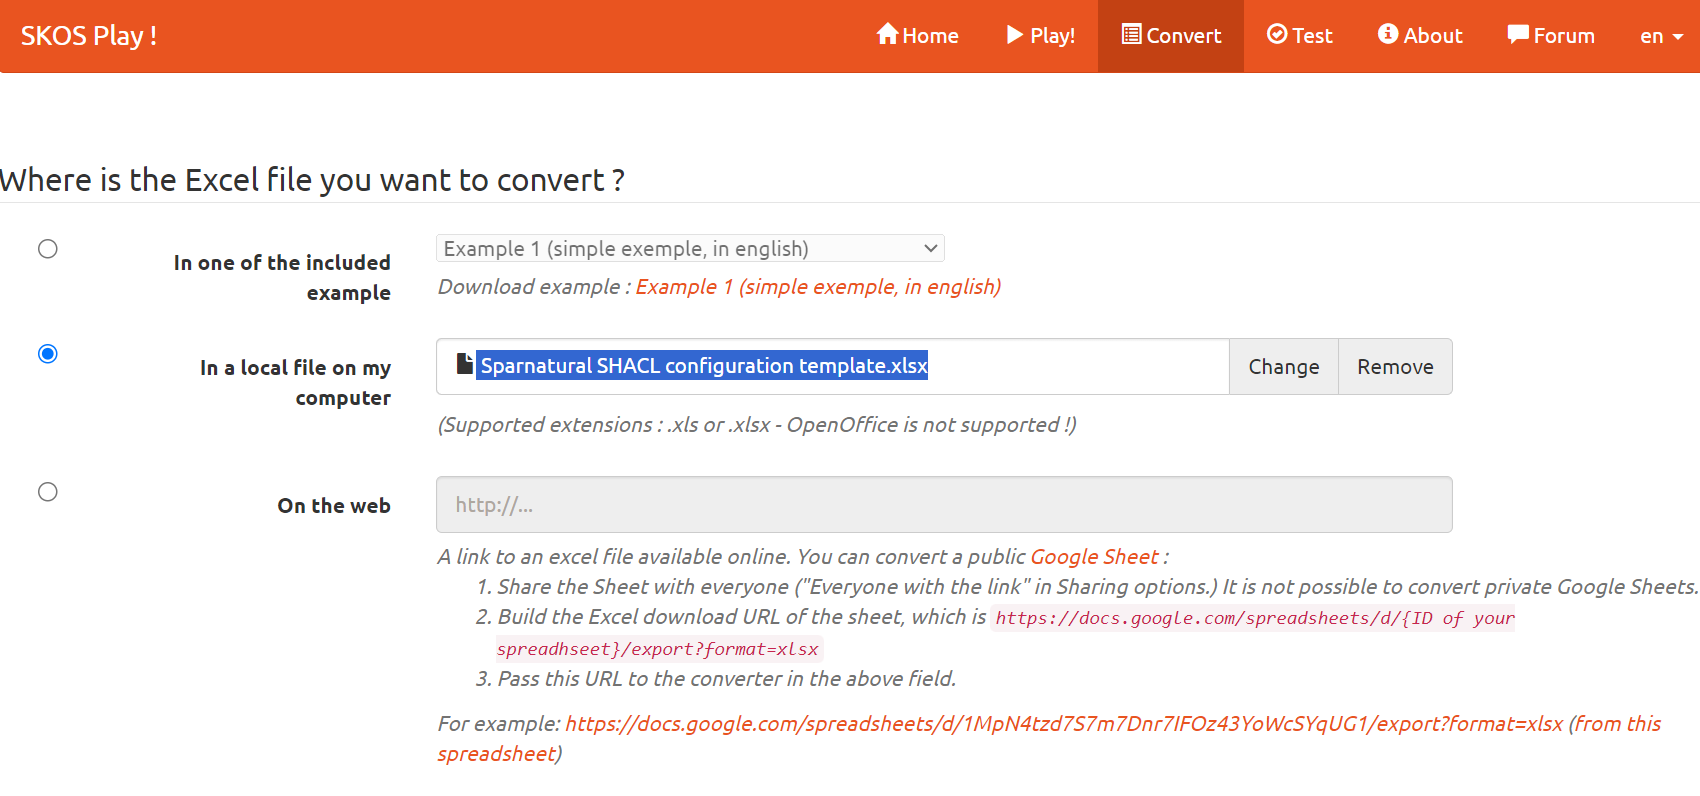 SKOS Play !
Home Play! Convert Test About Forum en
Where is the Excel file you want to convert ?
In one of the included
example
Example 1 (simple exemple, in english)
Download example : Example 1 (simple exemple, in english)
In a local file on my
computer
Sparnatural SHACL configuration template.xlsx Change Remove
(Supported extensions : .xls or .xlsx - OpenOffice is not supported !)
On the web
http://...
A link to an excel file available online. You can convert a public Google Sheet :
1. Share the Sheet with everyone ("Everyone with the link" in Sharing options.) It is not possible to convert private Google Sheets.
2. Build the Excel download URL of the sheet, which is https://docs.google.com/spreadsheets/d/{ID of your
spreadhseet}/export?format=xlsx
3. Pass this URL to the converter in the above field.
For example: https://docs.google.com/spreadsheets/d/1MpN4tzd7S7m7Dnr7IFOz43YoWcSYqUG1/export?format=xlsx (from this
spreadsheet)